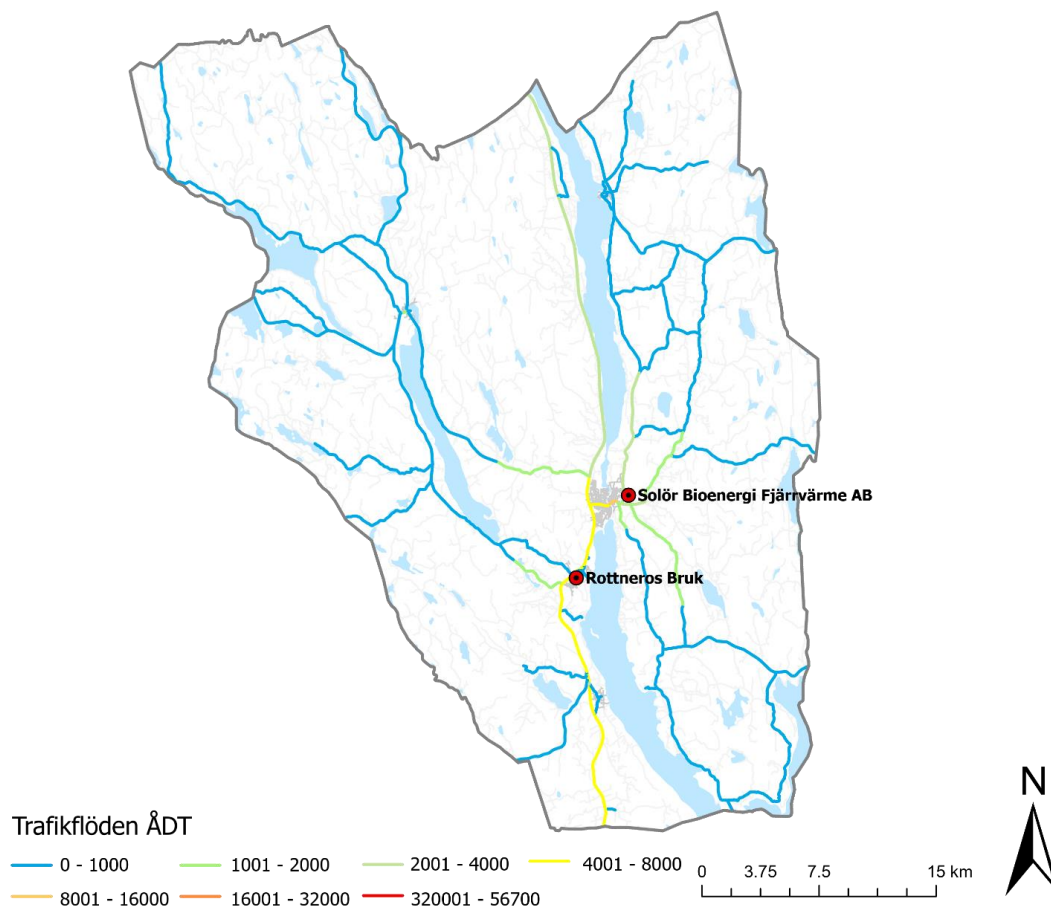 Solör Bioenergi Fjärrvärme AB
Rottneros Bruk
N
Trafikflöden ÅDT
0 - 1000
1001 - 2000
2001 - 4000
4001 - 8000
0 3.75 7.5 15 km
8001 - 16000
16001 - 32000
320001 - 56700